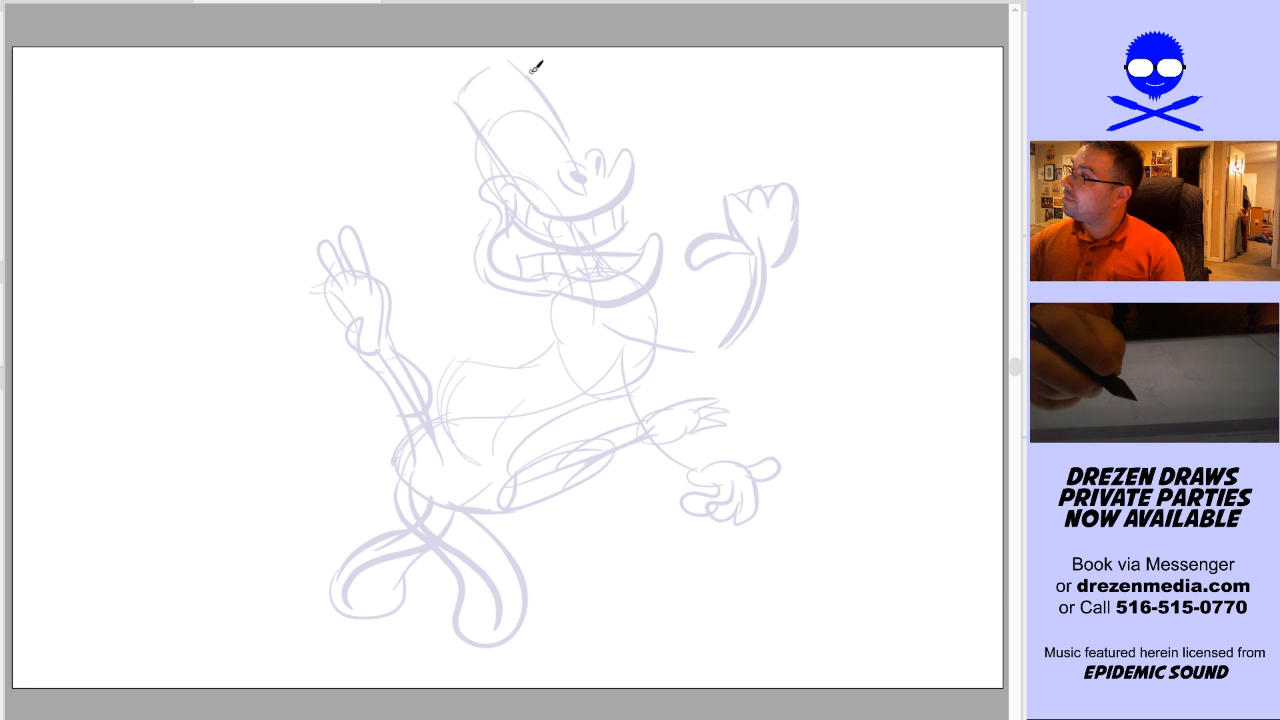 DREZEN DRAWS
PRIVATE PARTIES
NOW AVAILABLE
Book via Messenger
or drezenmedia.com
or Call 516-515-0770
Music featured herein licensed from
EPIDEMIC SOUND